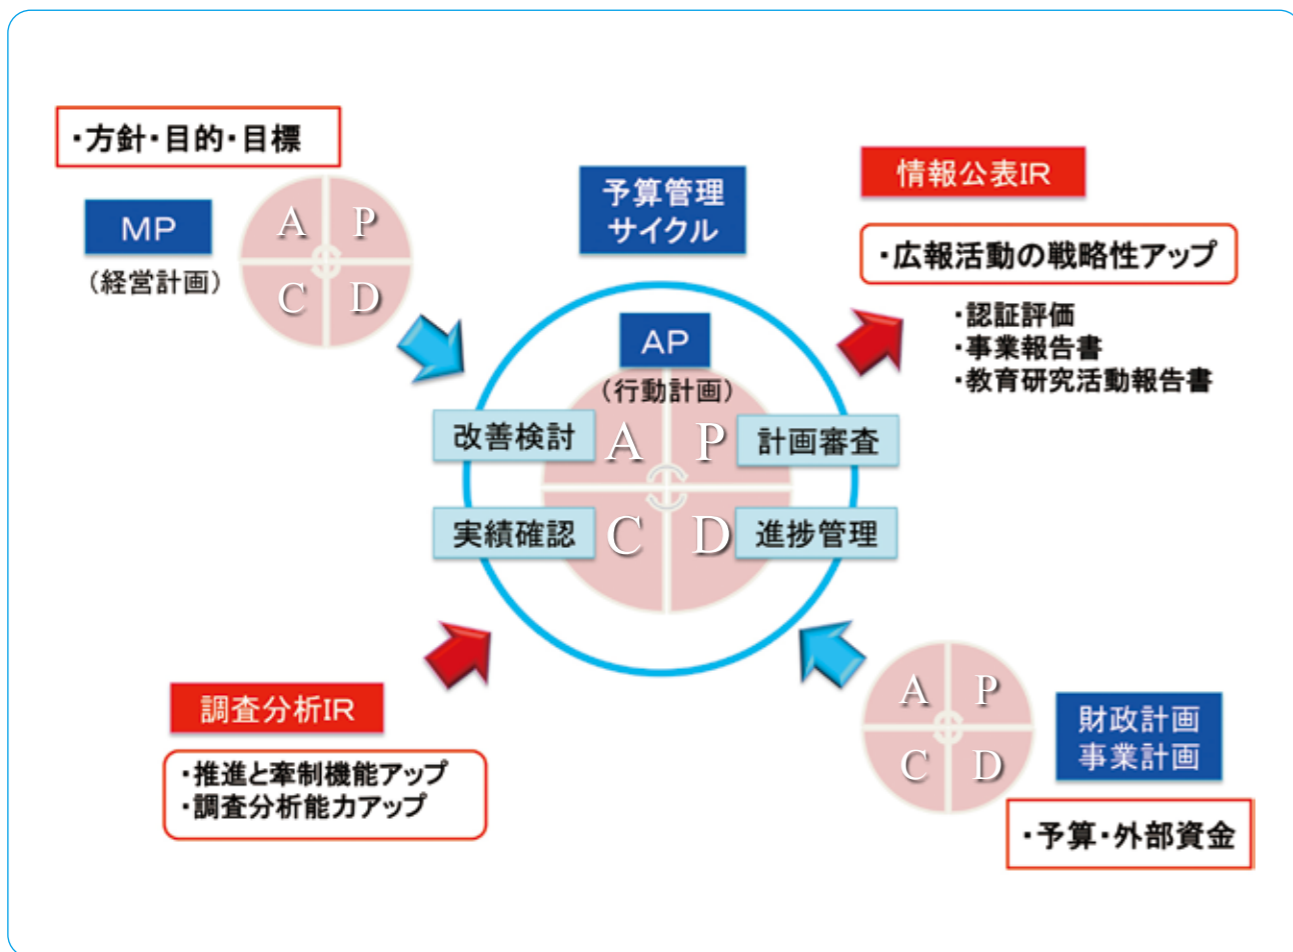 ・方針・目的・目標
MP
(経営計画)
A P
C D
予算管理
サイクル
AP
(行動計画)
改善検討
A P
計画審査
実績確認
C D
進捗管理
情報公表IR
・広報活動の戦略性アップ
・認証評価
・事業報告書
・教育研究活動報告書
調査分析IR
・推進と牽制機能アップ
・調査分析能力アップ
A P
C D
財政計画
事業計画
・予算・外部資金